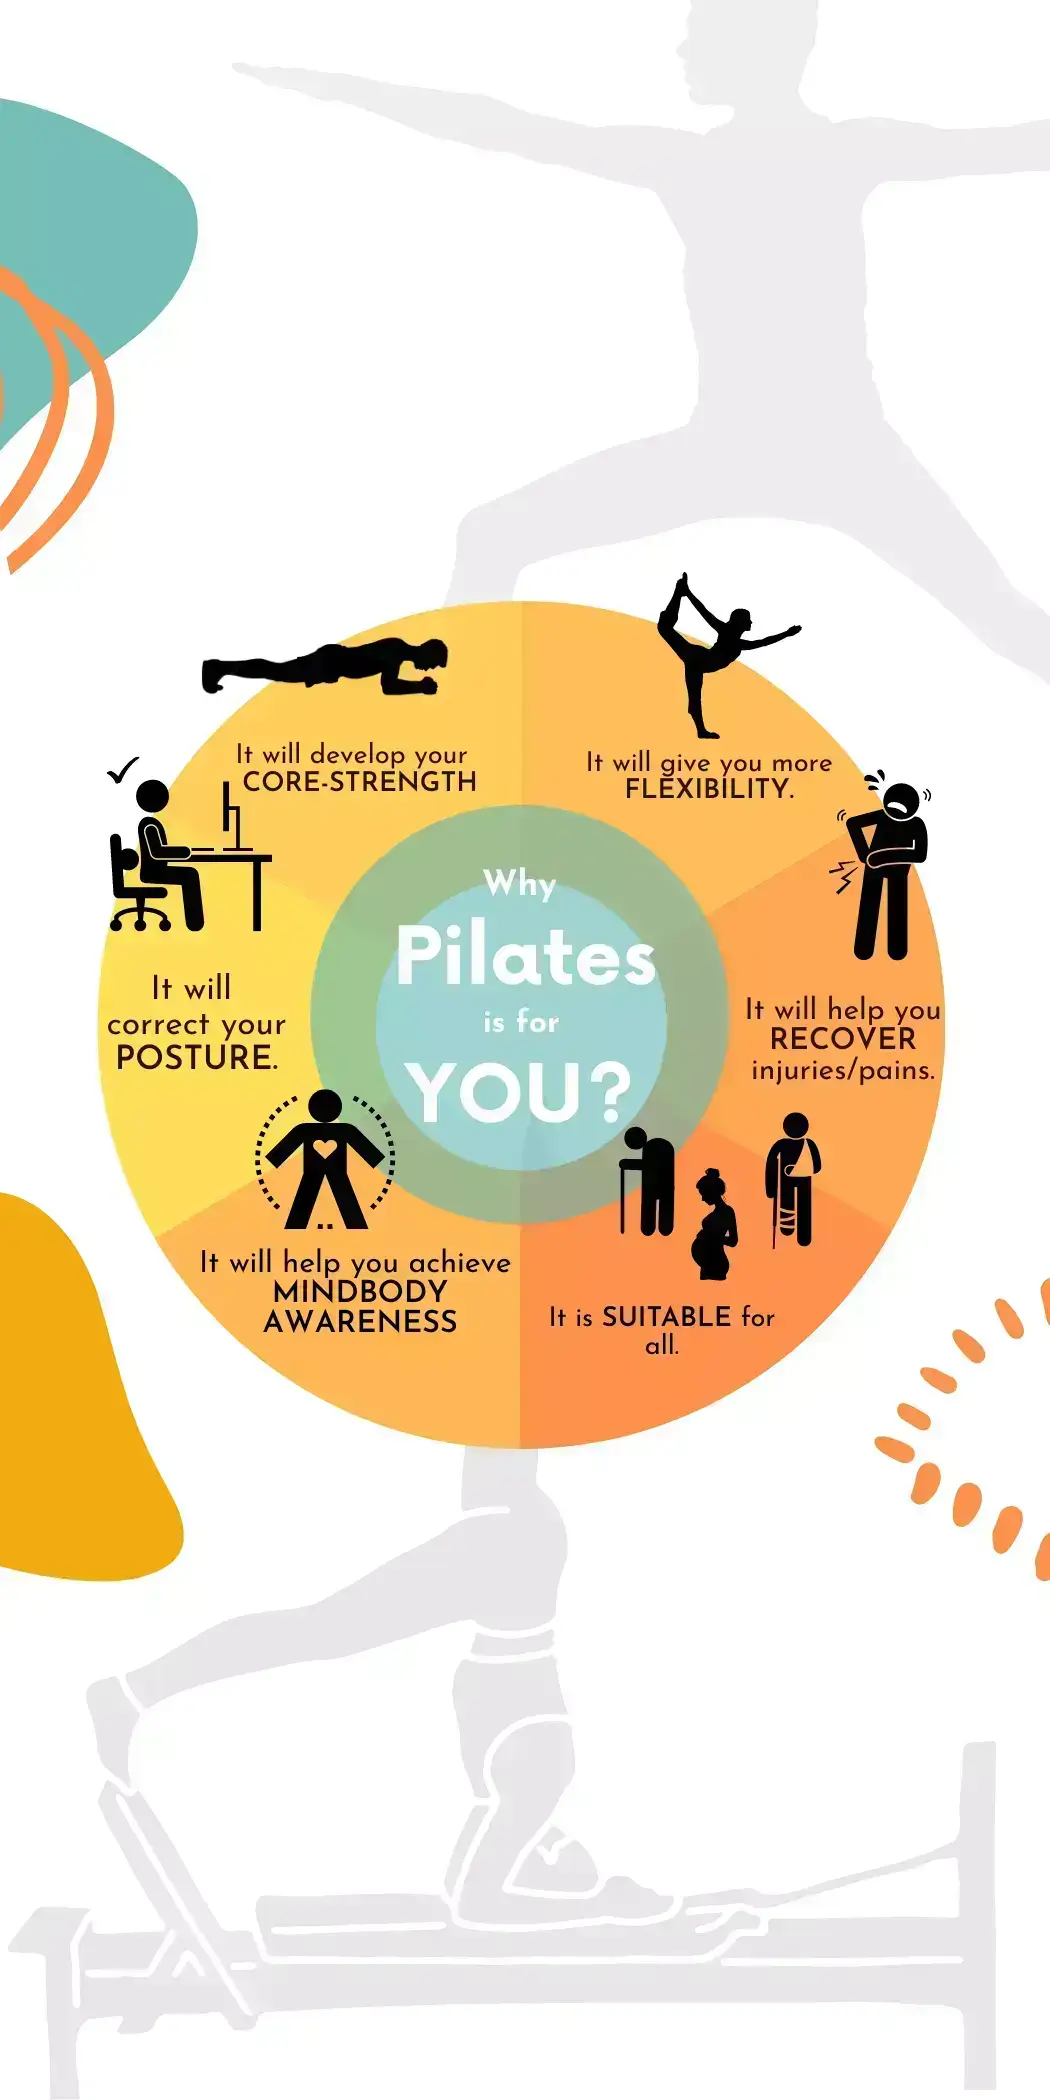 Why
Pilates
is for
YOU?
It will develop your
CORE-STRENGTH
It will give you more
FLEXIBILITY.
It will help you
RECOVER
injuries/pains.
It is SUITABLE for
all.
It will help you achieve
MINDBODY
AWARENESS
It will
correct your
POSTURE.